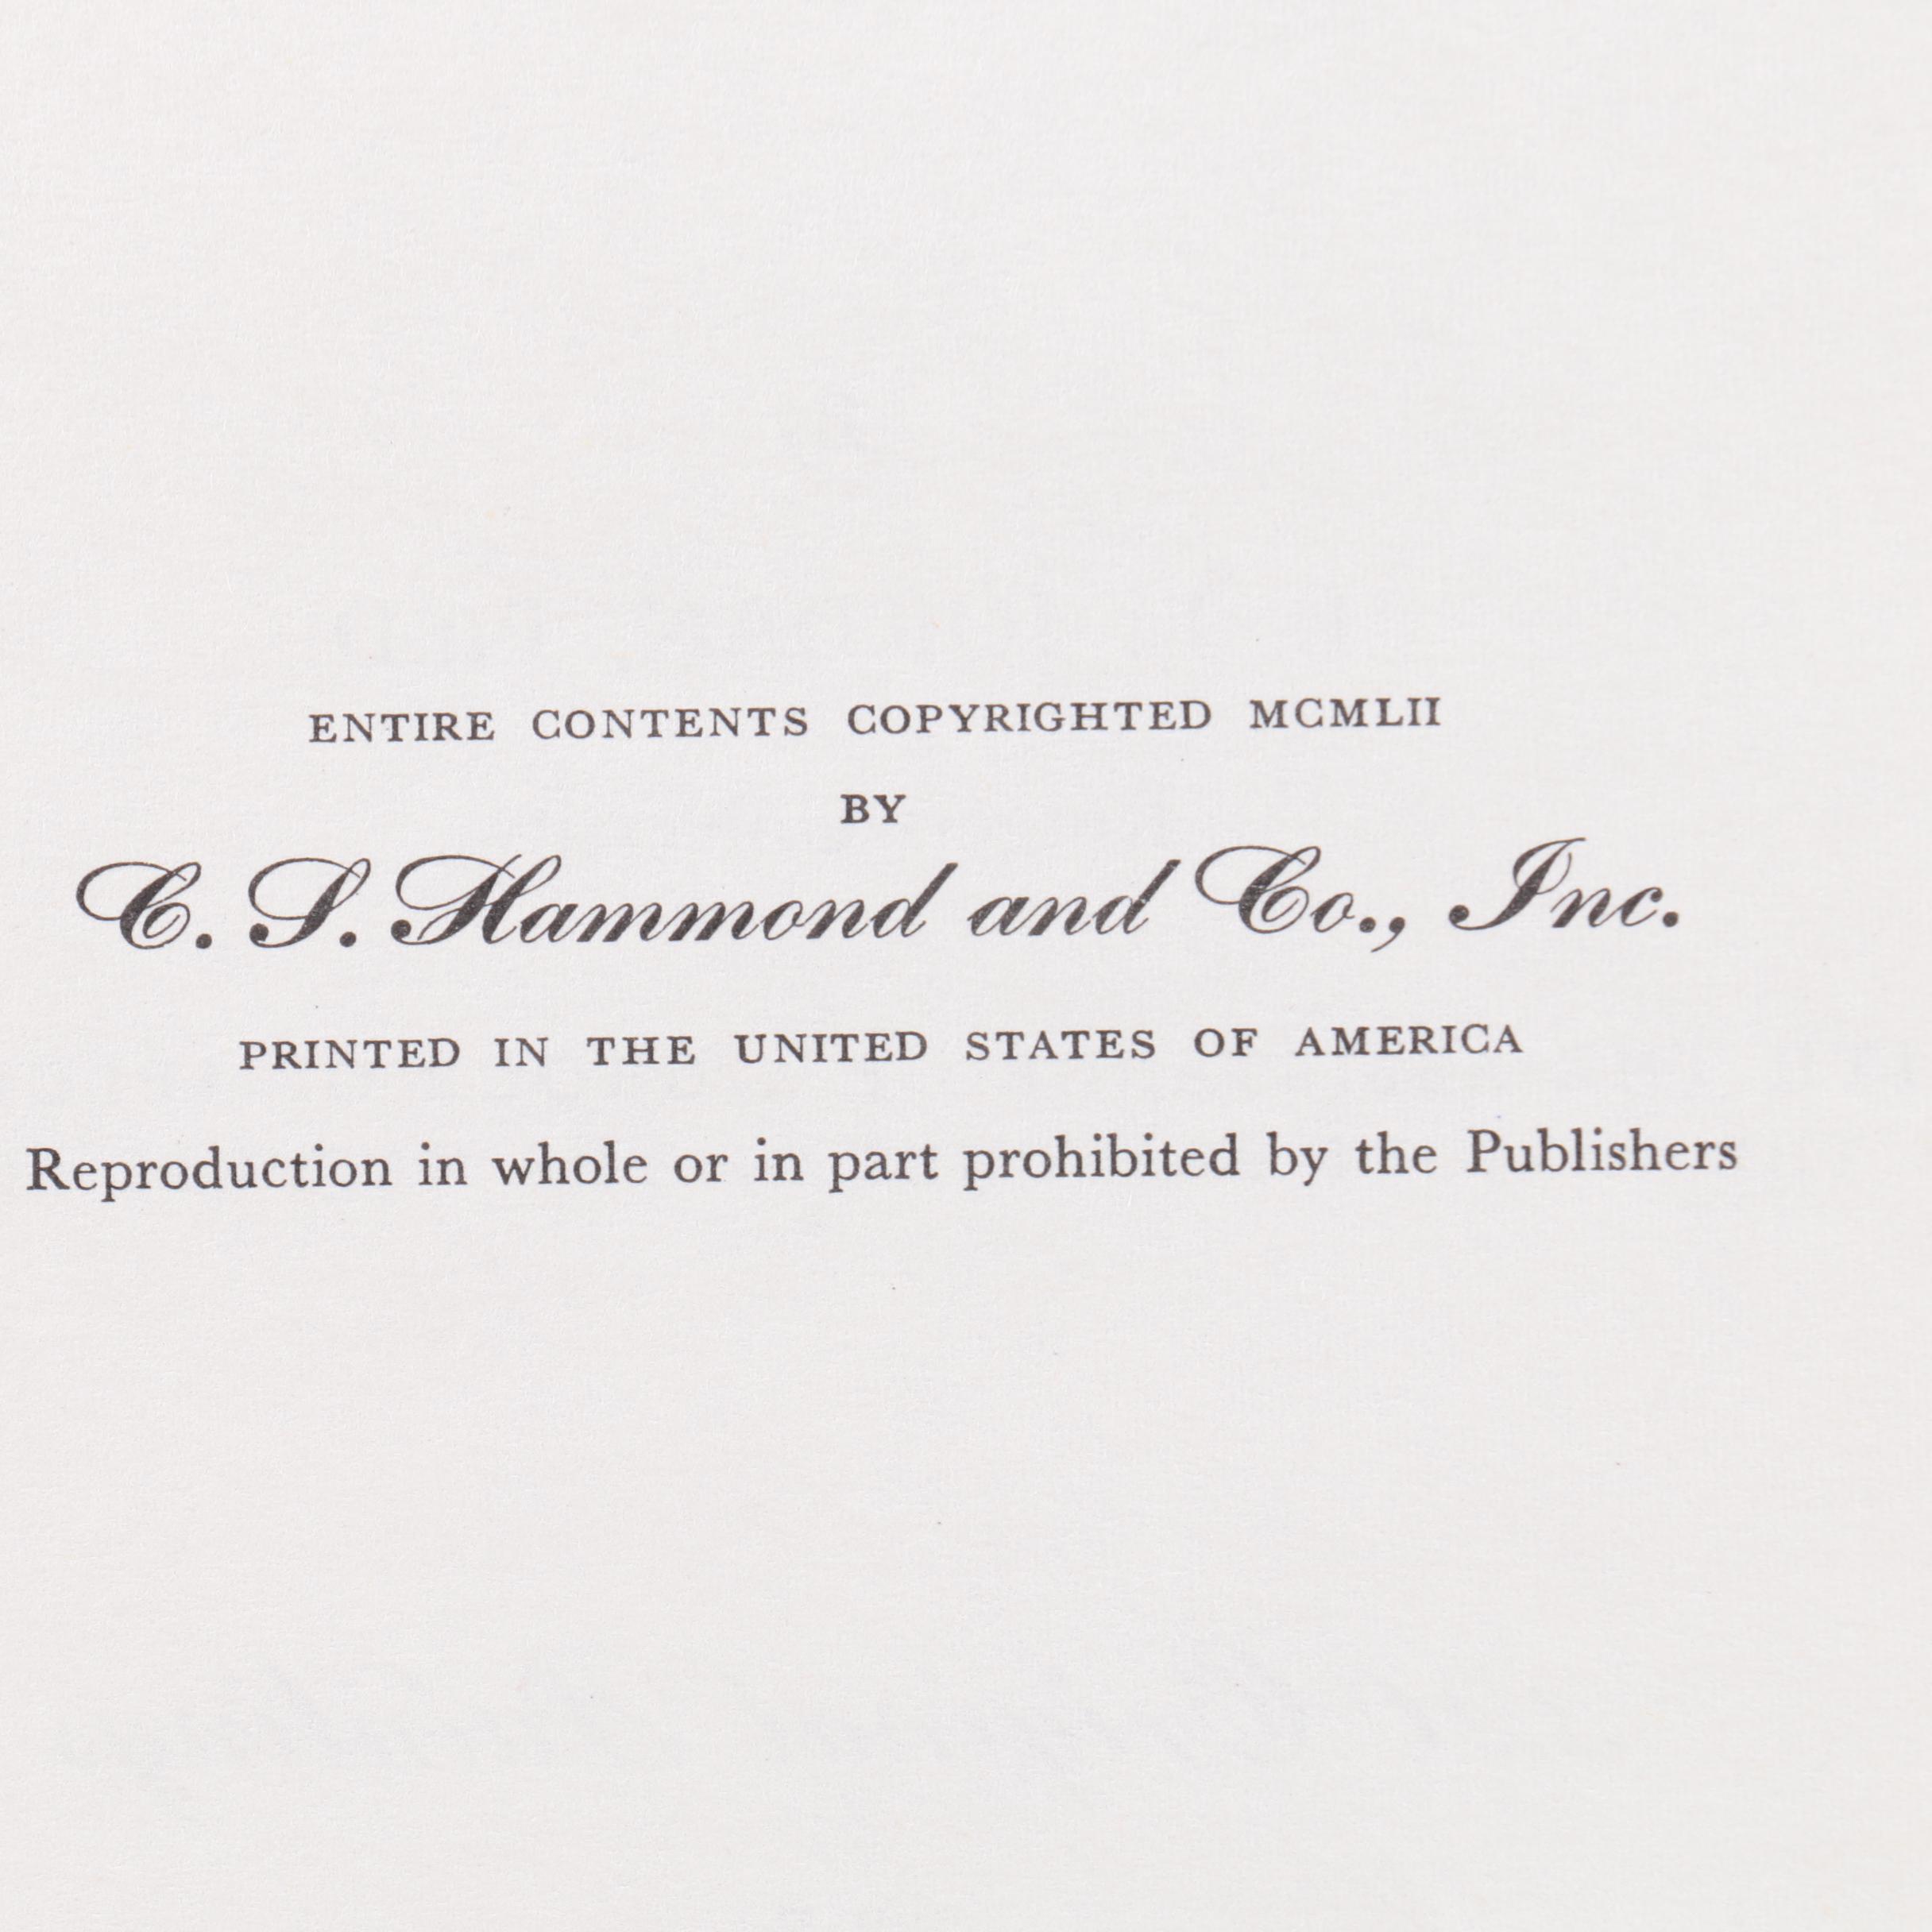 ENTIRE CONTENTS COPYRIGHTED MCMLII
BY
C. S. Hammond and Co., Inc.
PRINTED IN THE UNITED STATES OF AMERICA
Reproduction in whole or in part prohibited by the Publishers